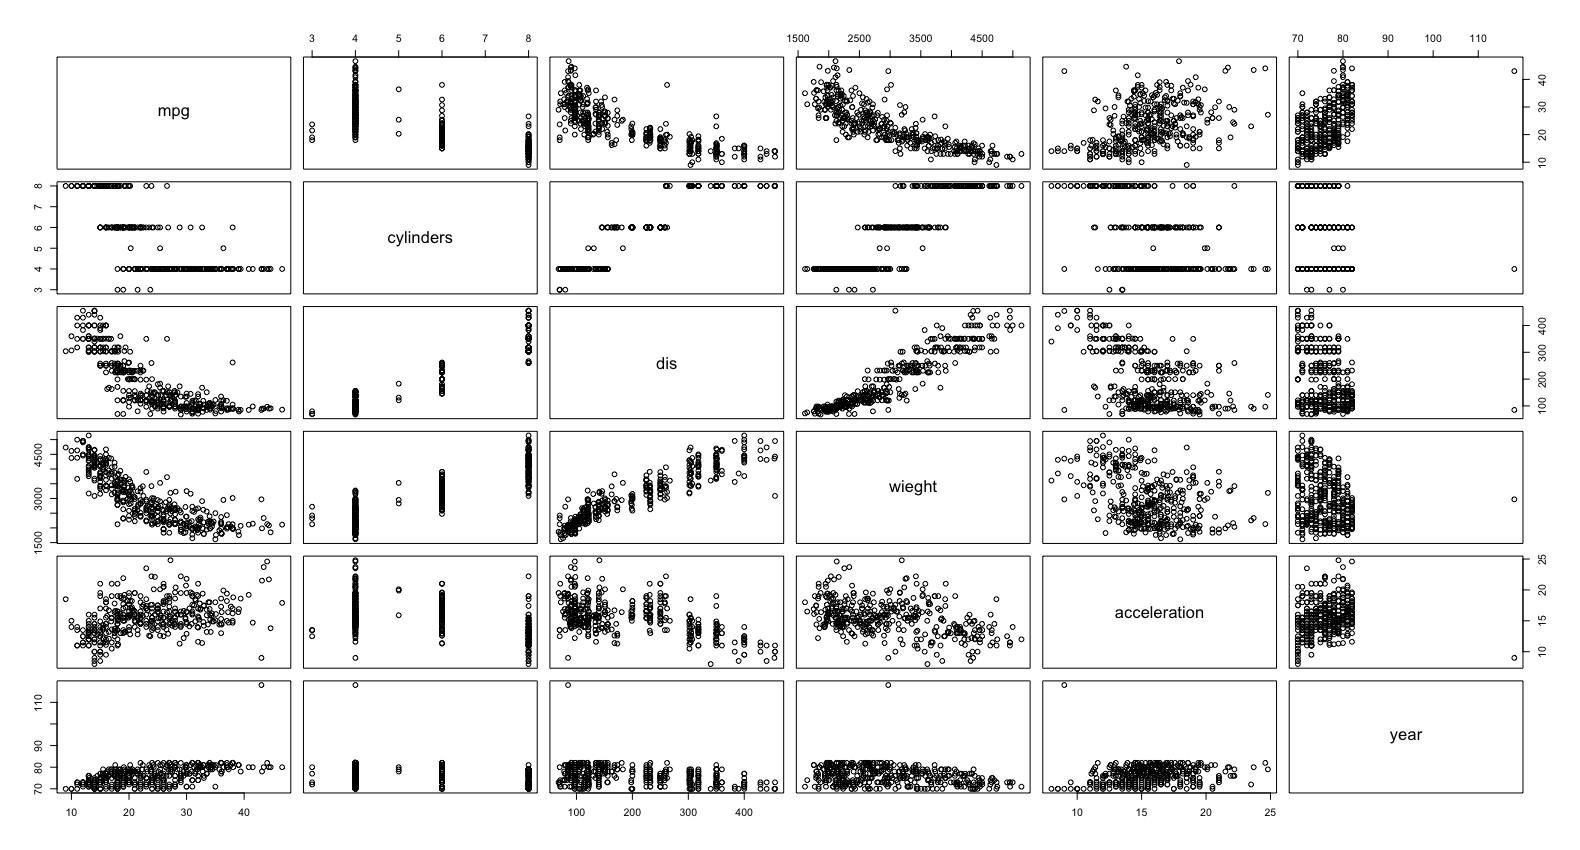 3 4 5 6 7 8 1500 2500 3500 4500 70 80 90 100 110
mpg
10 20 30 40
3 4 5 6 7 8
cylinders
dis
100 200 300 400
1500 3000 4500
wieght
acceleration
10 15 20 25
70 80 90 110
year
10 20 30 40 100 200 300 400 10 15 20 25